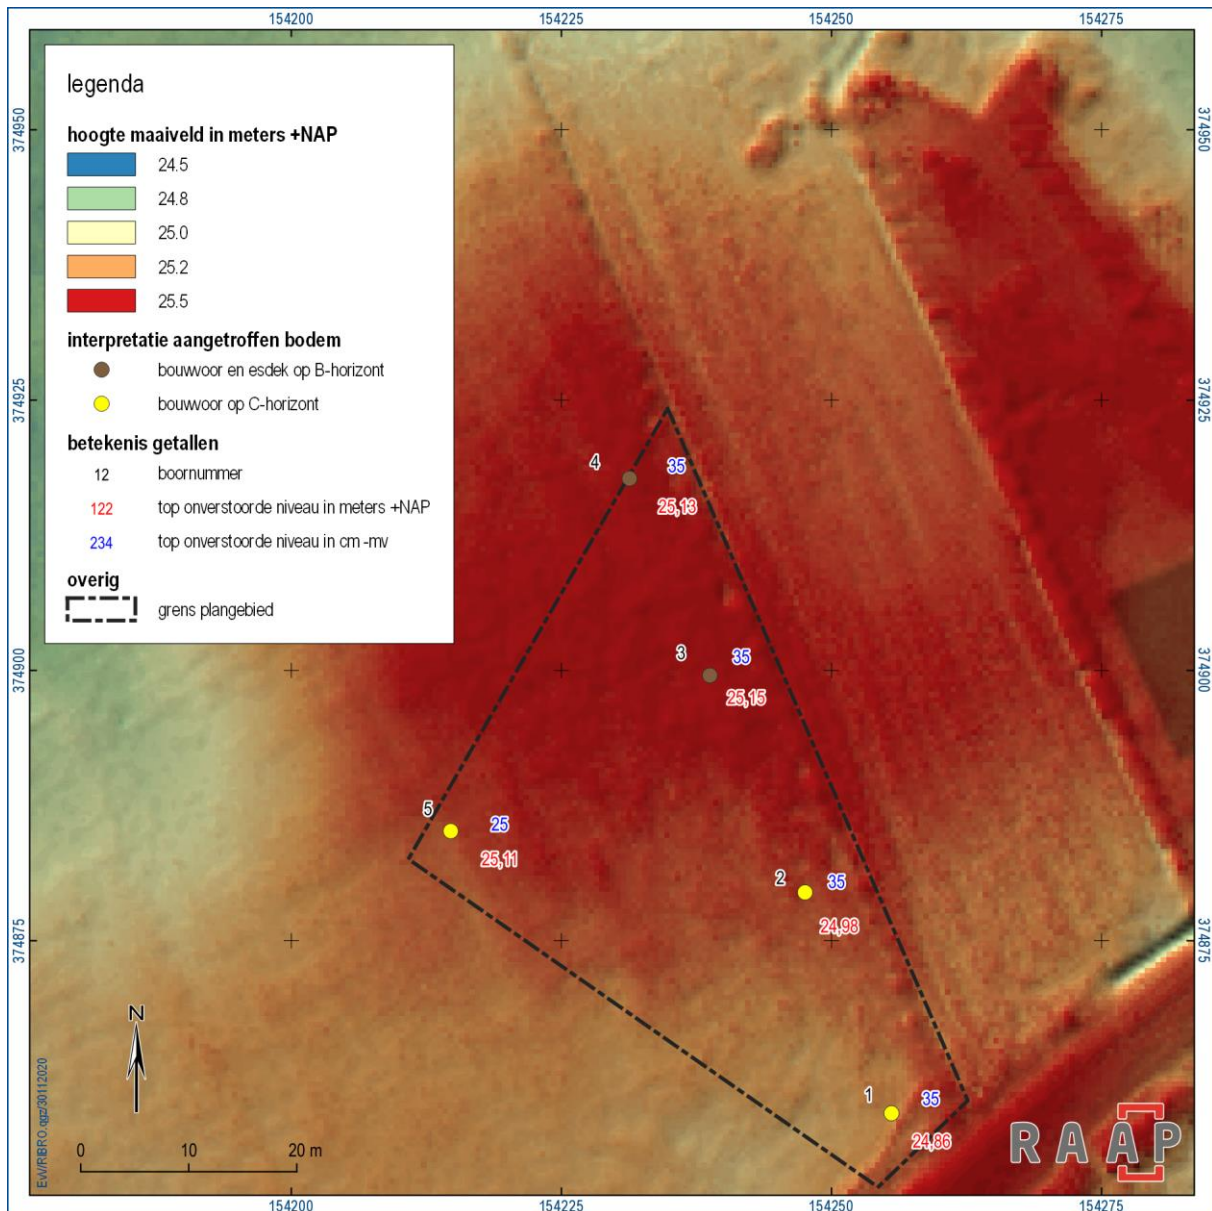 154200 154225 154250 154275
legenda
hoogte maaiveld in meters +NAP
24.5
24.8
25.0
25.2
25.5
interpretatie aangetroffen bodem
bouwvoor en esdek op B-horizont
bouwvoor op C-horizont
betekenis getallen
12 boornummer
122 top onverstoorde niveau in meters +NAP
234 top onverstoorde niveau in cm -mv
overig
grens plangebied
374950 374950
374925 374925
4 35
25,13
374900 374900
3 35
25,15
5 25
25,11
2 35
24,98
374875 374875
N
1 35
24,86
EvW/RIBRO.qgz/30112020
0 10 20 m
RAAP
154200 154225 154250 154275